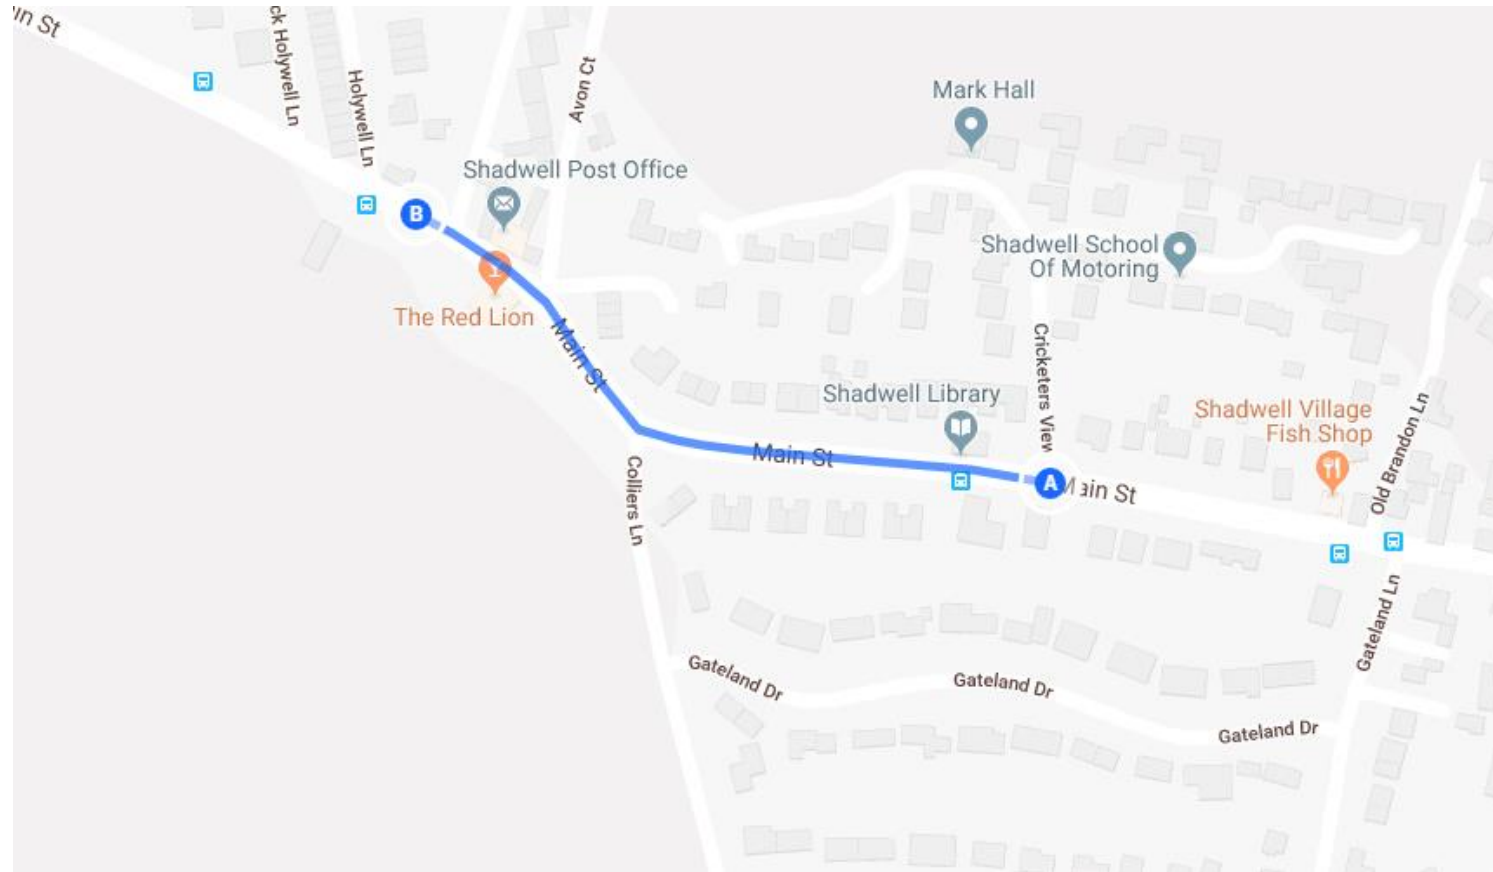 in St
ck Holywell Ln
Holywell Ln
Avon Ct
Mark Hall
Shadwell Post Office
B
Shadwell School
Of Motoring
The Red Lion
Main St
Cricketers View
Shadwell Library
Shadwell Village
Fish Shop
Old Brandon Ln
Main St
A
Main St
Colliers Ln
Gateland Ln
Gateland Dr
Gateland Dr
Gateland Dr